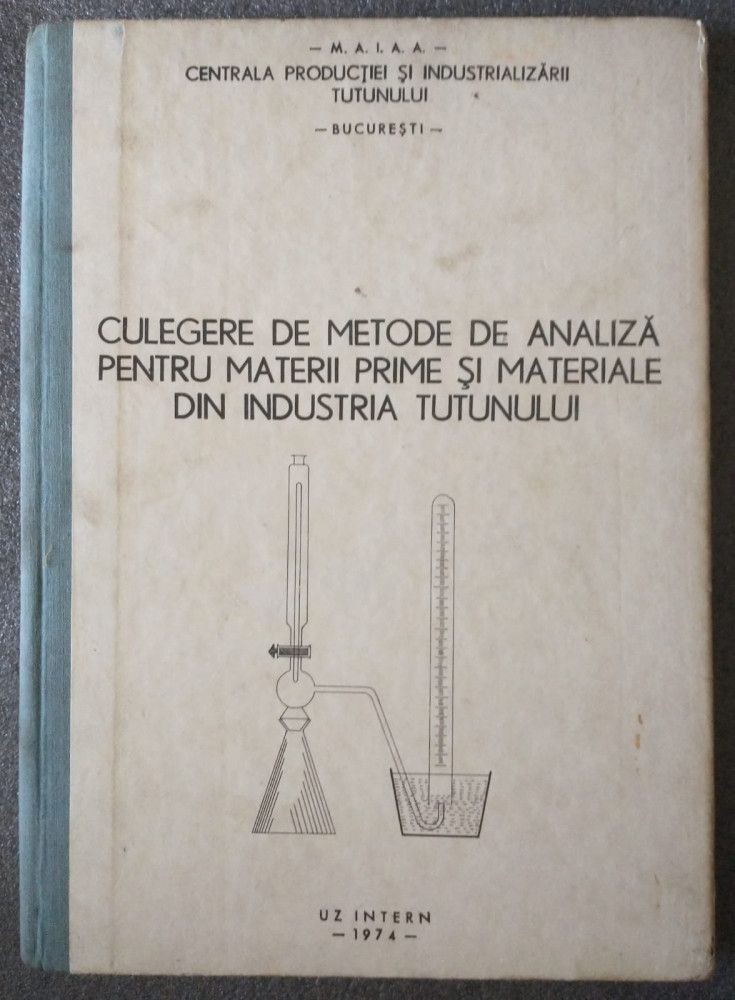 — M. A. I. A. A. —
CENTRALA PRODUCȚIEI ȘI INDUSTRIALIZĂRII
TUTUNULUI
— BUCUREȘTI —
CULEGERE DE METODE DE ANALIZĂ
PENTRU MATERII PRIME ȘI MATERIALE
DIN INDUSTRIA TUTUNULUI
UZ INTERN
— 1974 —